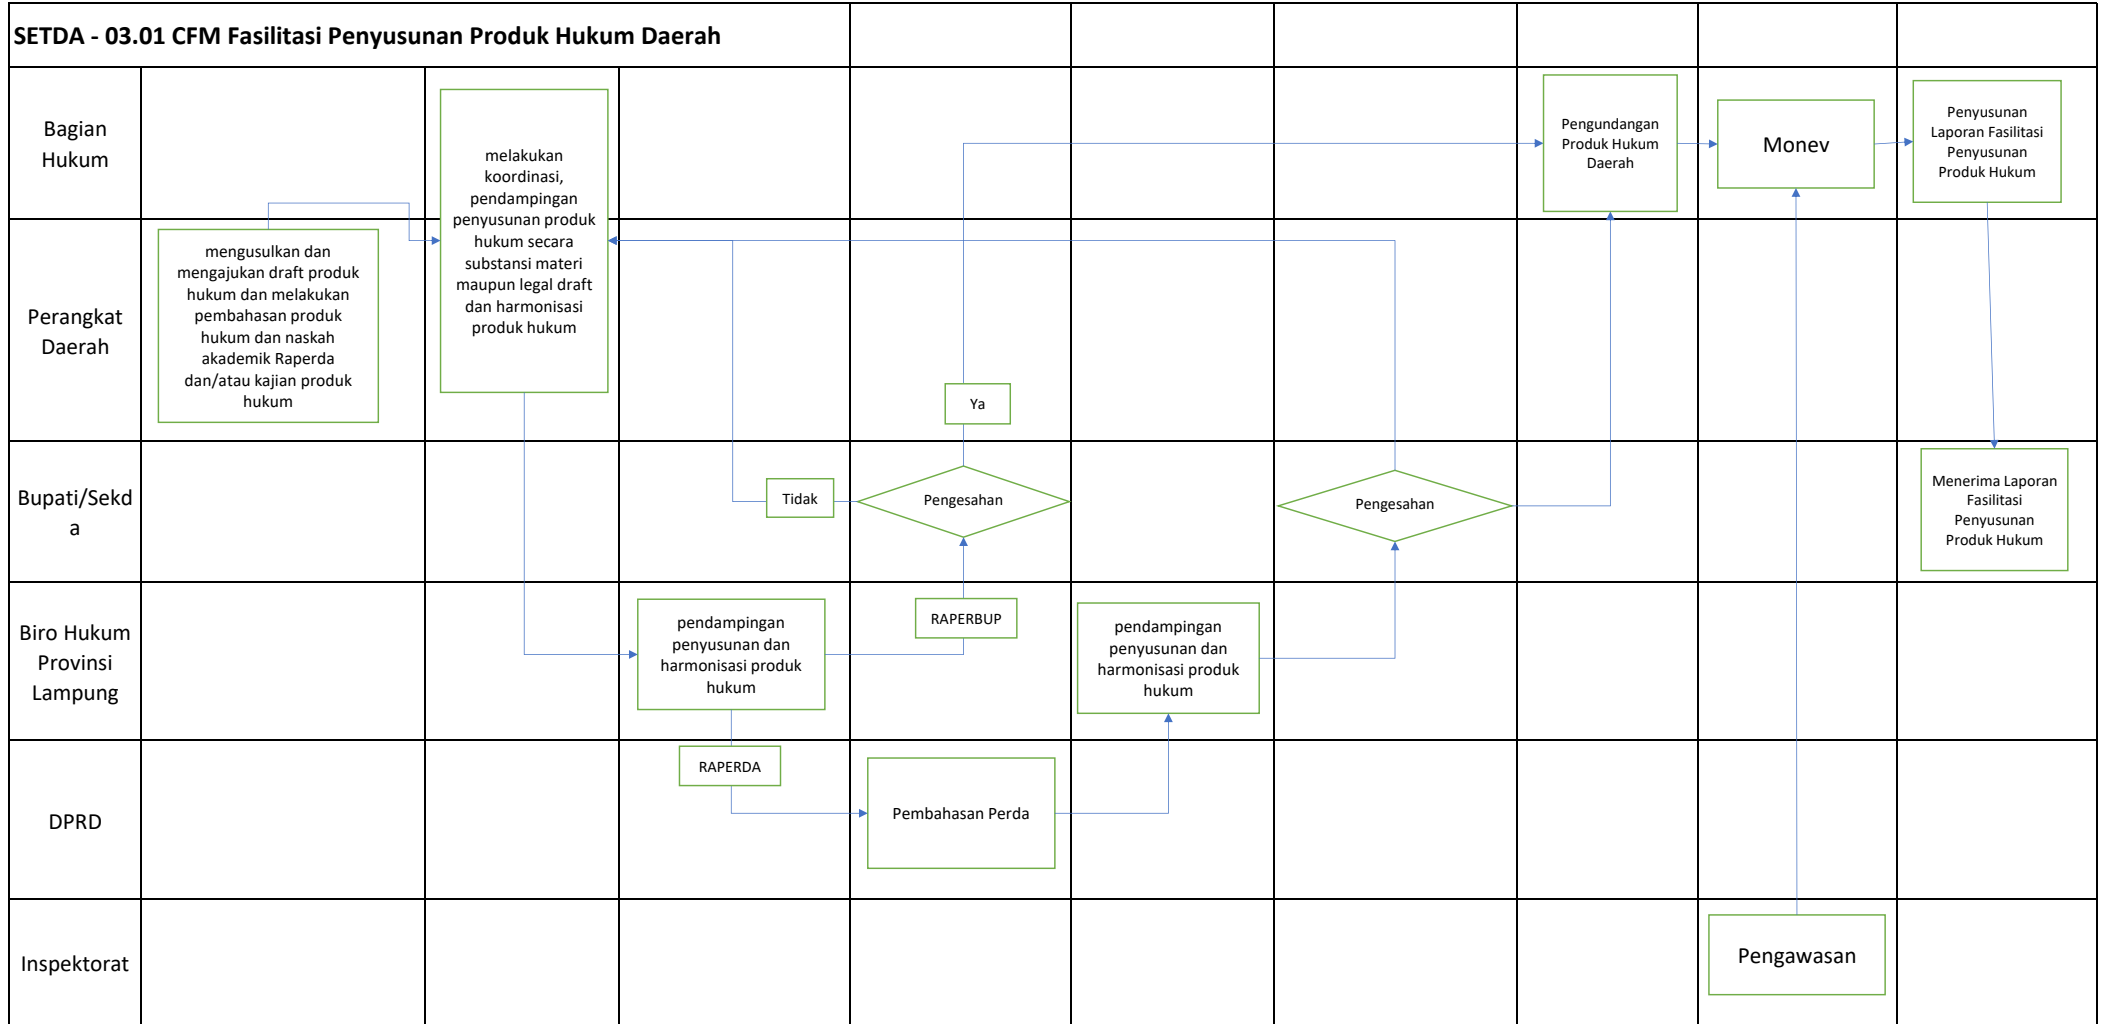 SETDA - 03.01 CFM Fasilitasi Penyusunan Produk Hukum Daerah
Bagian
Hukum
melakukan
koordinasi,
pendampingan
penyusunan produk
hukum secara
substansi materi
maupun legal draft
dan harmonisasi
produk hukum
Pengundangan
Produk Hukum
Daerah
Monev
Penyusunan
Laporan Fasilitasi
Penyusunan
Produk Hukum
Perangkat
Daerah
mengusulkan dan
mengajukan draft produk
hukum dan melakukan
pembahasan produk
hukum dan naskah
akademik Raperda
dan/atau kajian produk
hukum
Ya
Bupati/Sekd
a
Tidak
Pengesahan
Pengesahan
Menerima Laporan
Fasilitasi
Penyusunan
Produk Hukum
Biro Hukum
Provinsi
Lampung
pendampingan
penyusunan dan
harmonisasi produk
hukum
RAPERBUP
pendampingan
penyusunan dan
harmonisasi produk
hukum
DPRD
RAPERDA
Pembahasan Perda
Inspektorat
Pengawasan